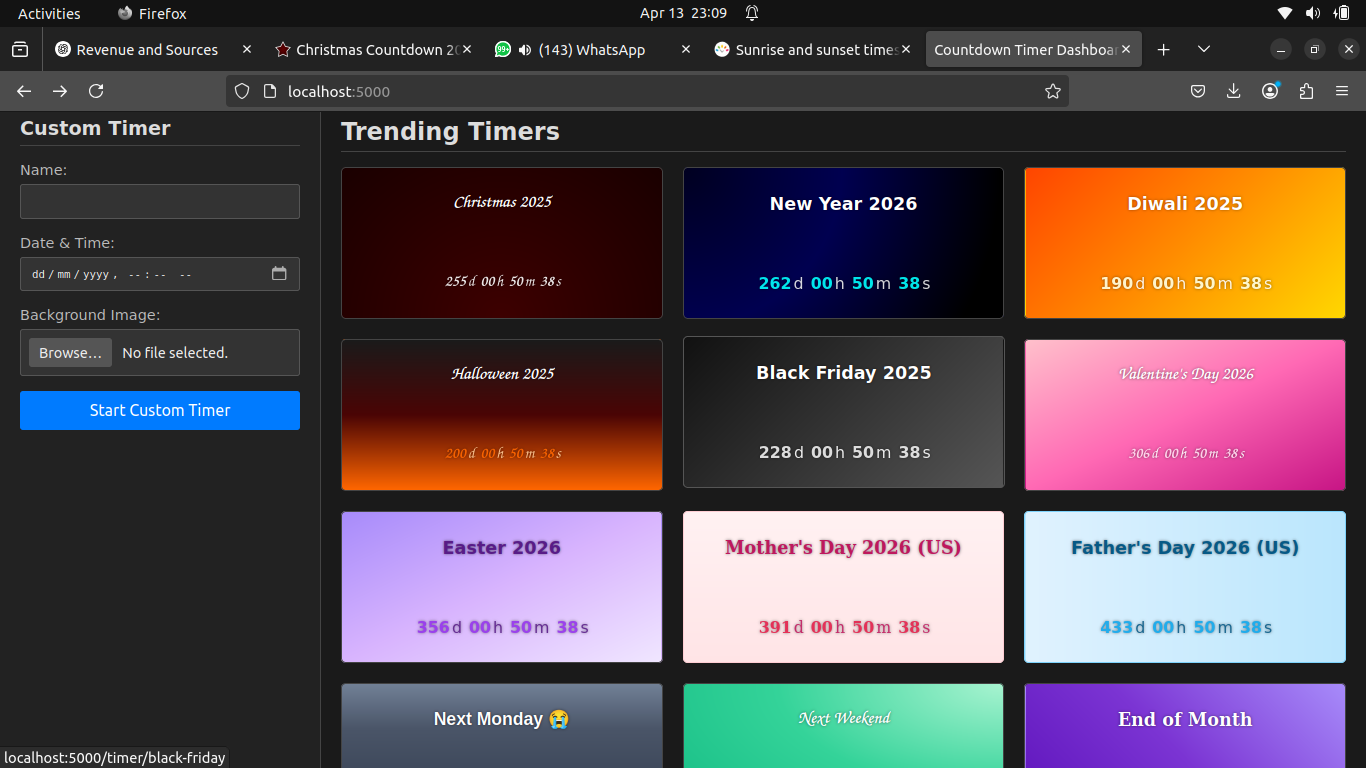 Activities
Firefox
Apr 13 23:09
Revenue and Sources
Christmas Countdown 20
99+
(143) WhatsApp
Sunrise and sunset times
Countdown Timer Dashboar
localhost:5000
Custom Timer
Name:
Date & Time:
dd/mm/yyyy, --:-- --
Background Image:
Browse... No file selected.
Start Custom Timer
Trending Timers
Christmas 2025
255d 00h 50m 38s
New Year 2026
262d 00h 50m 38s
Diwali 2025
190d 00h 50m 38s
Halloween 2025
200d 00h 50m 38s
Black Friday 2025
228d 00h 50m 38s
Valentine's Day 2026
306d 00h 50m 38s
Easter 2026
356d 00h 50m 38s
Mother's Day 2026 (US)
391d 00h 50m 38s
Father's Day 2026 (US)
433d 00h 50m 38s
Next Monday 😭
Next Weekend
End of Month
localhost:5000/timer/black-friday